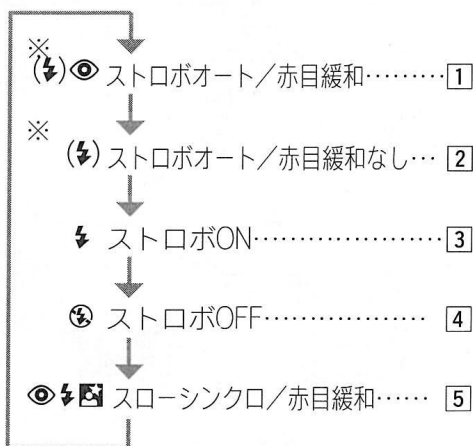 ※
(⚡)👁 ストロボオート／赤目緩和………1
※
(⚡) ストロボオート／赤目緩和なし… 2
⚡ ストロボON…………………3
ストロボOFF……………… 4
👁⚡ スローシンクロ／赤目緩和…… 5